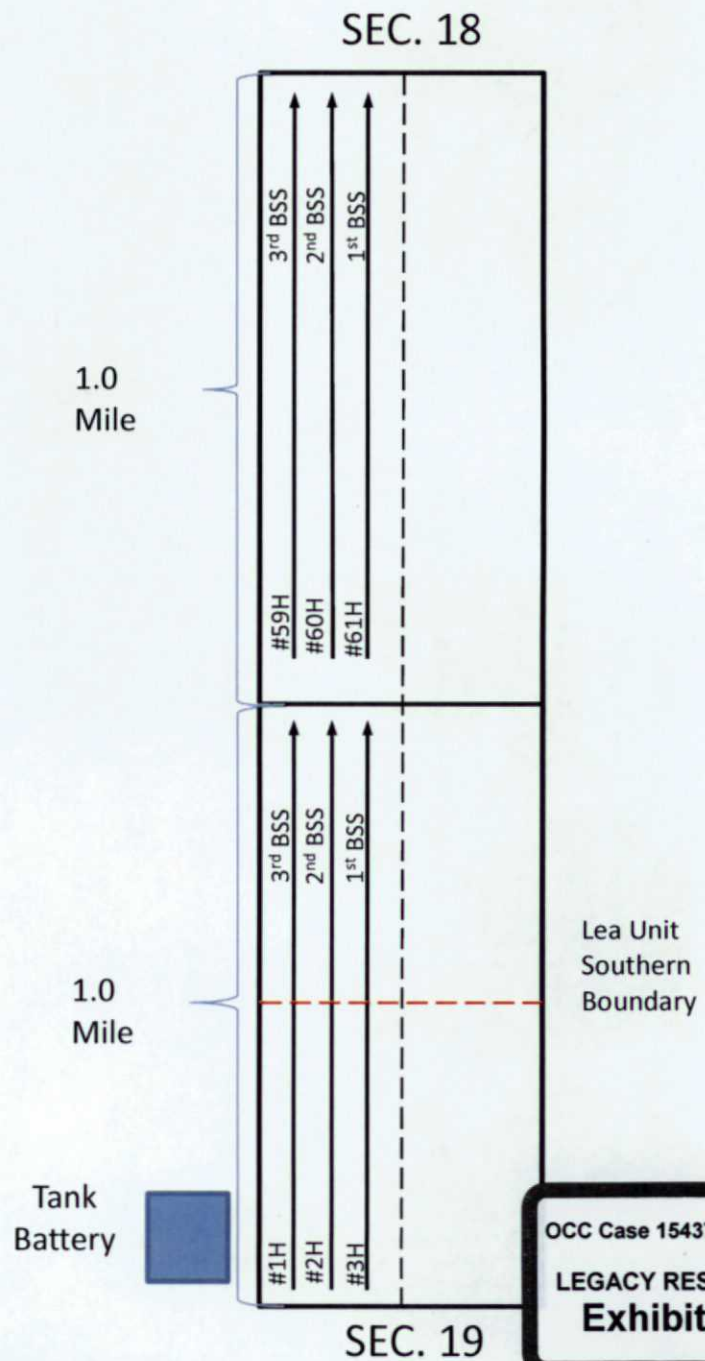 SEC. 18
3rd BSS
2nd BSS
1st BSS
1.0
Mile
#59H
#60H
#61H
3rd BSS
2nd BSS
1st BSS
Lea Unit
Southern
Boundary
1.0
Mile
Tank
Battery
#1H
#2H
#3H
SEC. 19
OCC Case 15437
LEGACY RES
Exhibit